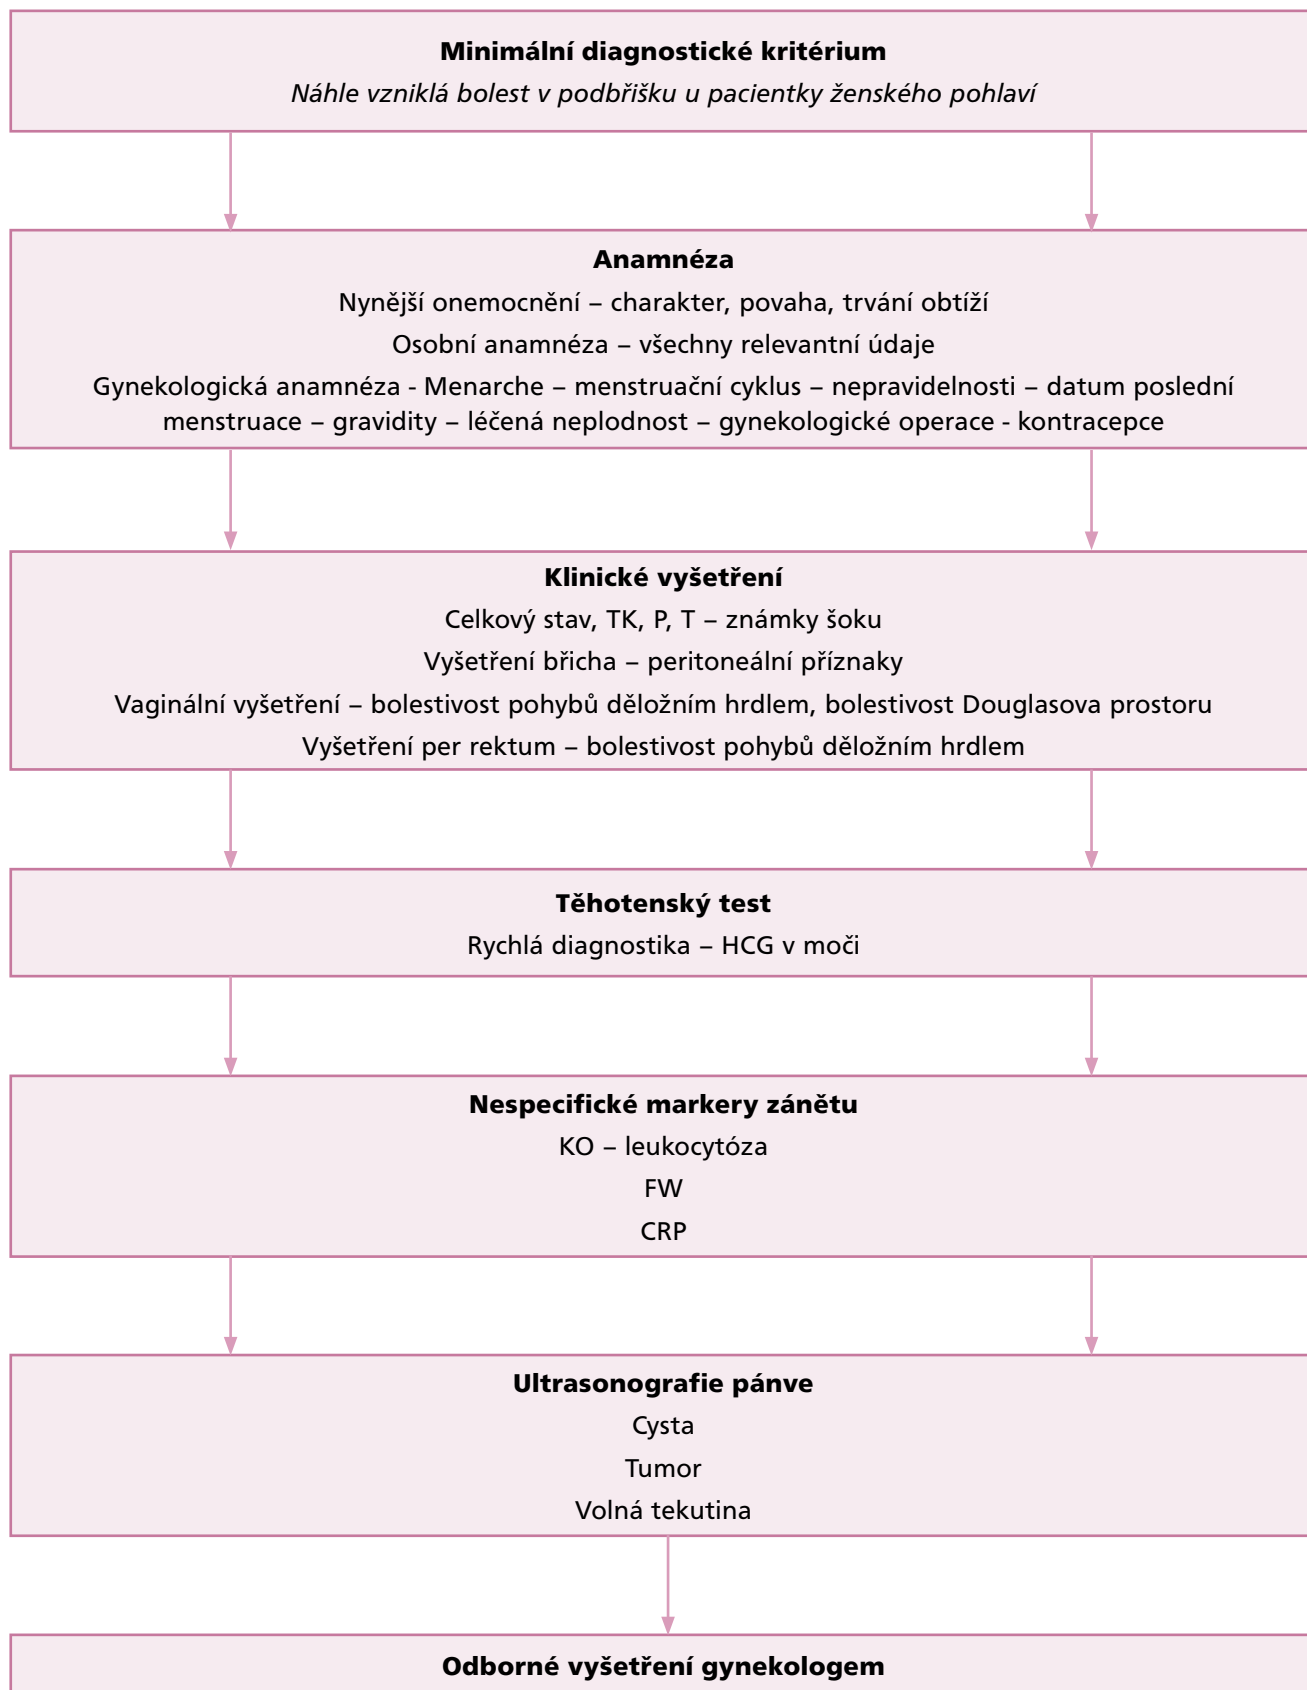 Minimální diagnostické kritérium
Náhle vzniklá bolest v podbřišku u pacientky ženského pohlaví
Anamnéza
Nynější onemocnění – charakter, povaha, trvání obtíží
Osobní anamnéza – všechny relevantní údaje
Gynekologická anamnéza - Menarche – menstruační cyklus – nepravidelnosti – datum poslední
menstruace – gravidity – léčená neplodnost – gynekologické operace - kontracepce
Klinické vyšetření
Celkový stav, TK, P, T – známky šoku
Vyšetření břicha – peritoneální příznaky
Vaginální vyšetření – bolestivost pohybů děložním hrdlem, bolestivost Douglasova prostoru
Vyšetření per rektum – bolestivost pohybů děložním hrdlem
Těhotenský test
Rychlá diagnostika – HCG v moči
Nespecifické markery zánětu
KO – leukocytóza
FW
CRP
Ultrasonografie pánve
Cysta
Tumor
Volná tekutina
Odborné vyšetření gynekologem